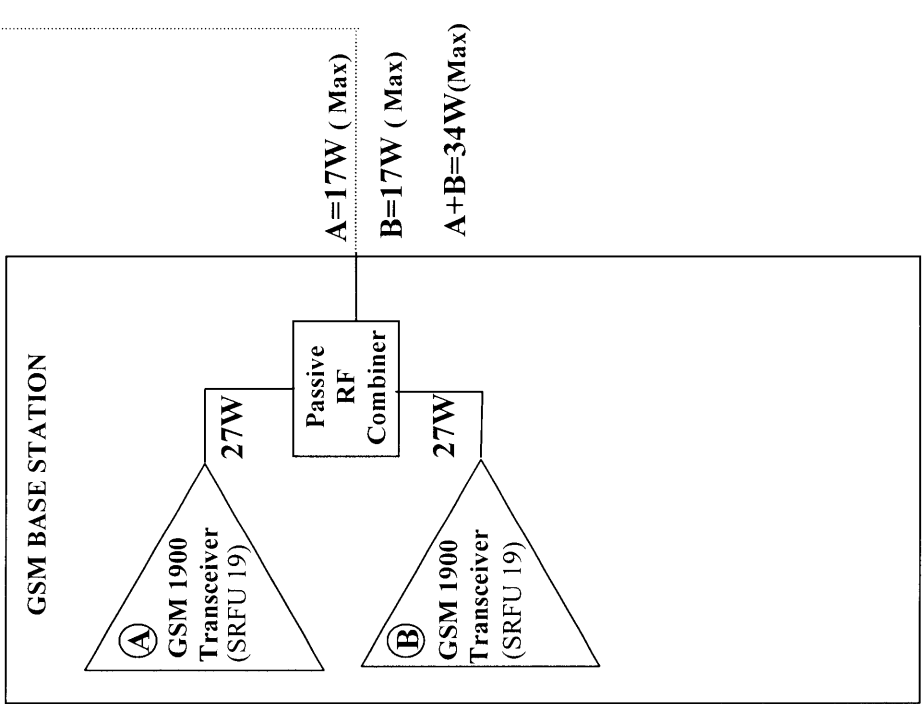 GSM BASE STATION
A
GSM 1900
Transceiver
(SRFU 19)
27W
B
GSM 1900
Transceiver
(SRFU 19)
27W
Passive
RF
Combiner
A=17W ( Max)
B=17W ( Max)
A+B=34W(Max)